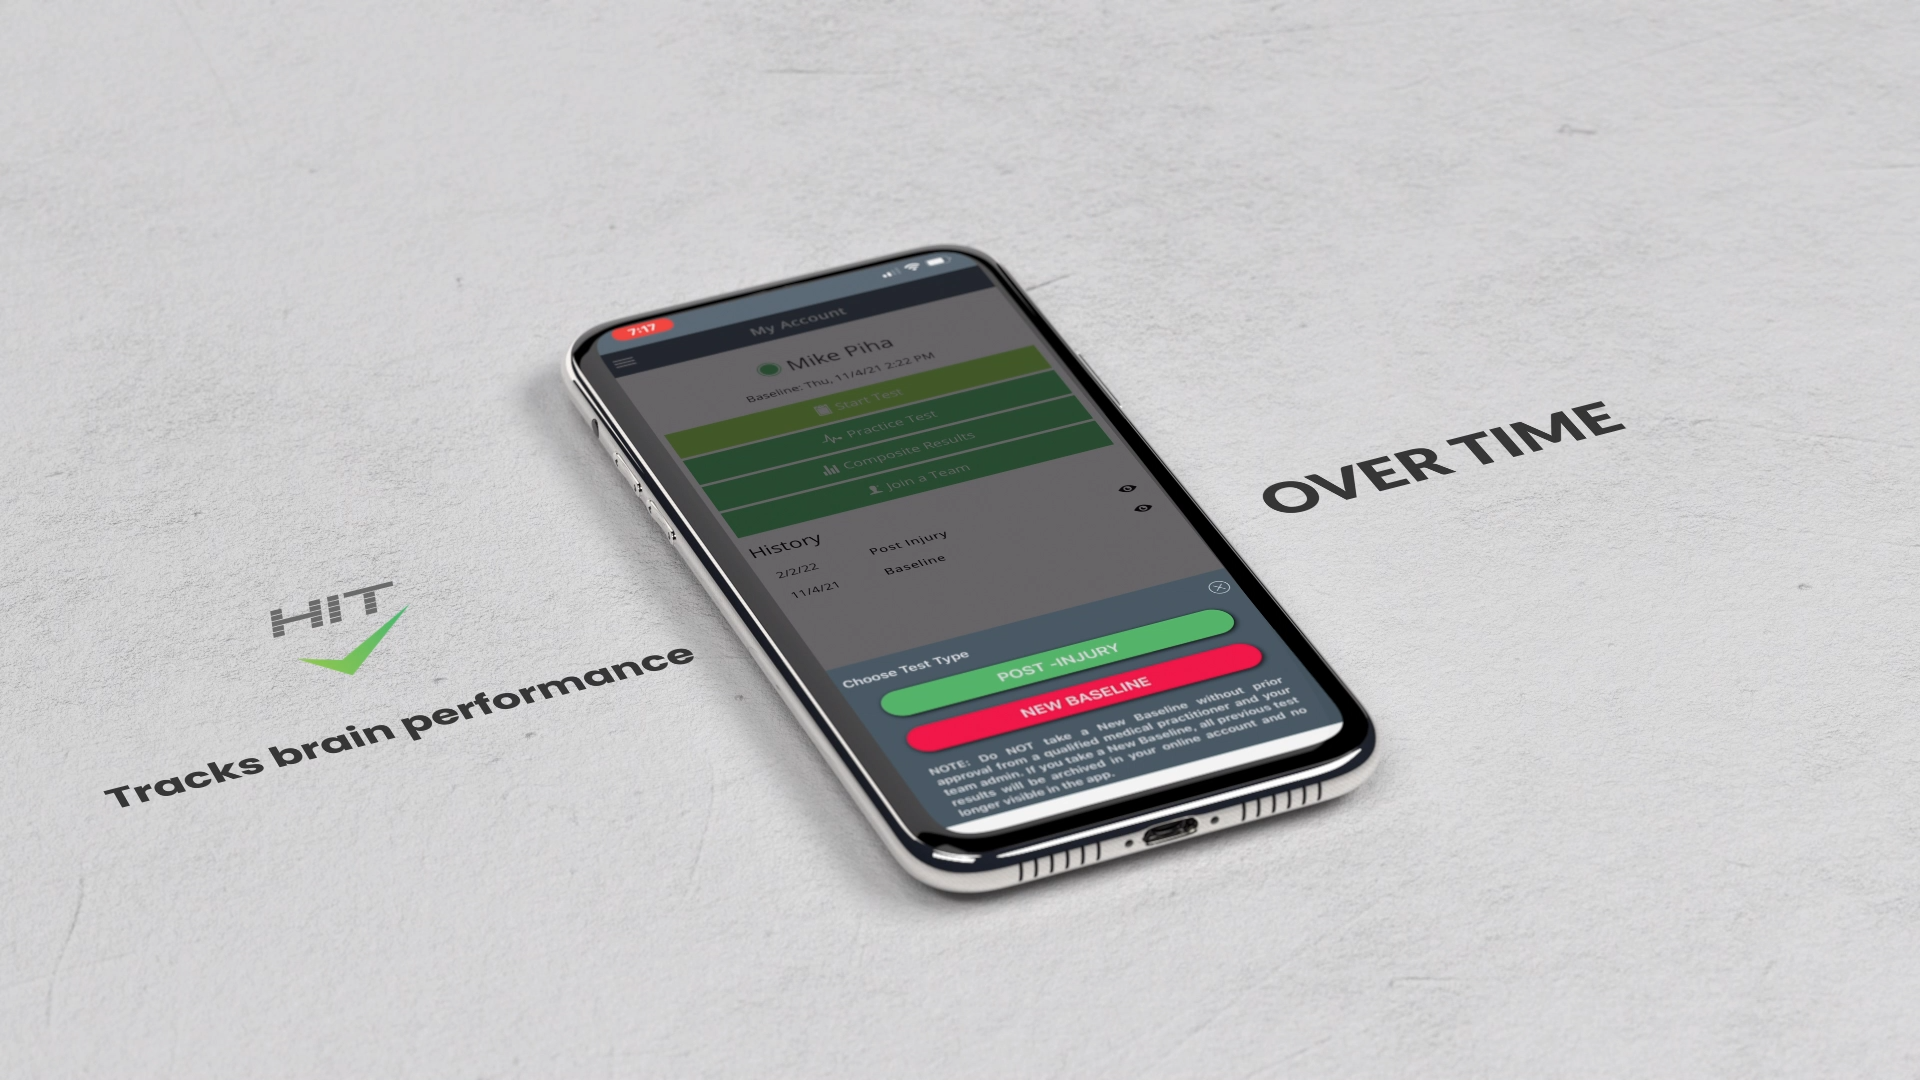 7:17
My Account
Mike Piha
Baseline: Thu, 11/4/21 2:22 PM
Start Test
Practice Test
Composite Results
Join a Team
History
2/2/22 Post Injury
11/4/21 Baseline
Choose Test Type
POST -INJURY
NEW BASELINE
NOTE: Do NOT take a New Baseline without prior
approval from a qualified medical practitioner and your
team admin. If you take a New Baseline, all previous test
results will be archived in your online account and no
longer visible in the app.
HIT
Tracks brain performance
OVER TIME